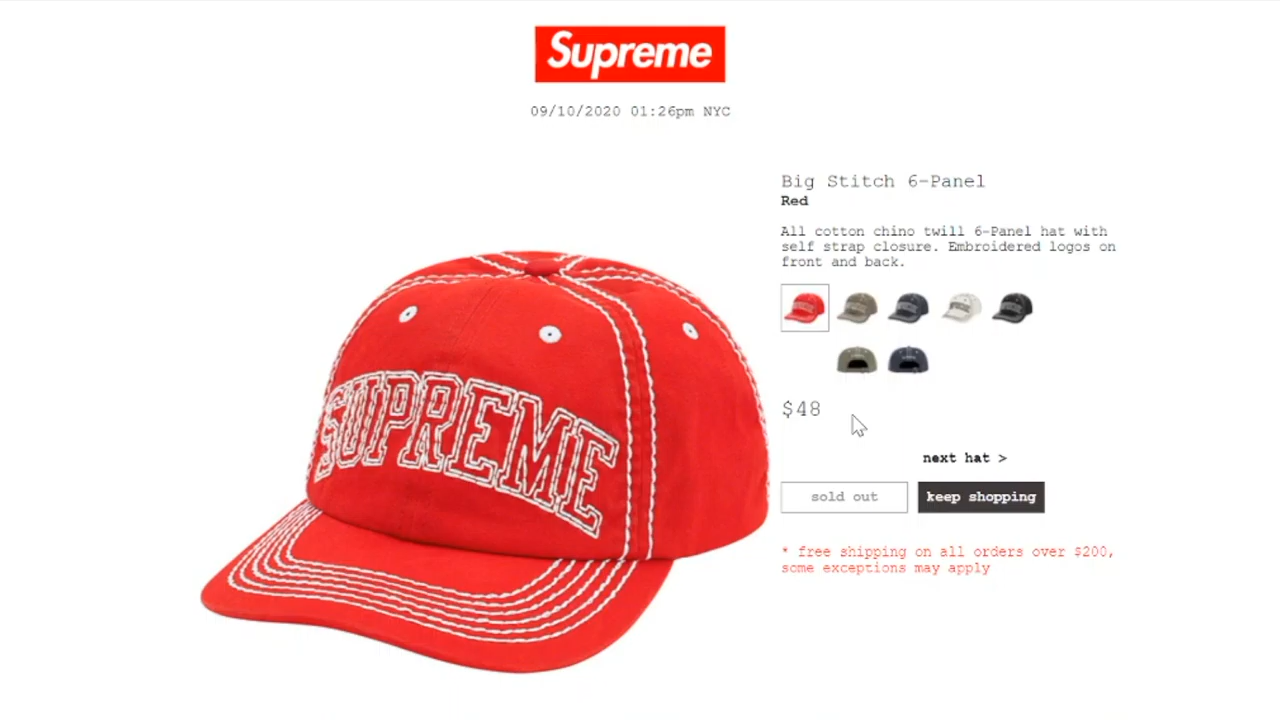 Supreme
09/10/2020 01:26pm NYC
Big Stitch 6-Panel
Red
All cotton chino twill 6-Panel hat with
self strap closure. Embroidered logos on
front and back.
SUPREME
$48
next hat >
sold out
keep shopping
* free shipping on all orders over $200,
some exceptions may apply